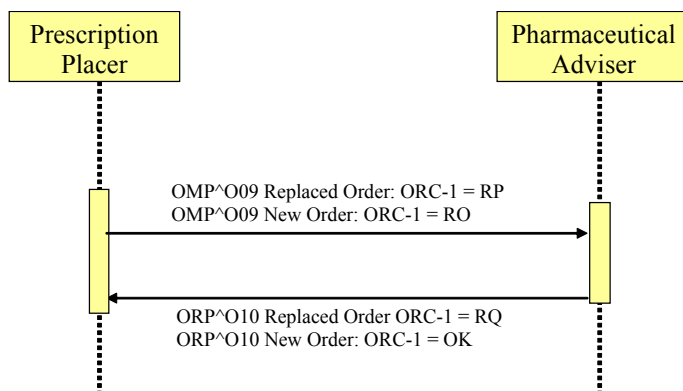 Prescription
Placer
Pharmaceutical
Adviser
OMP^O09 Replaced Order: ORC-1 = RP
OMP^O09 New Order: ORC-1 = RO
ORP^O10 Replaced Order ORC-1 = RQ
ORP^O10 New Order: ORC-1 = OK